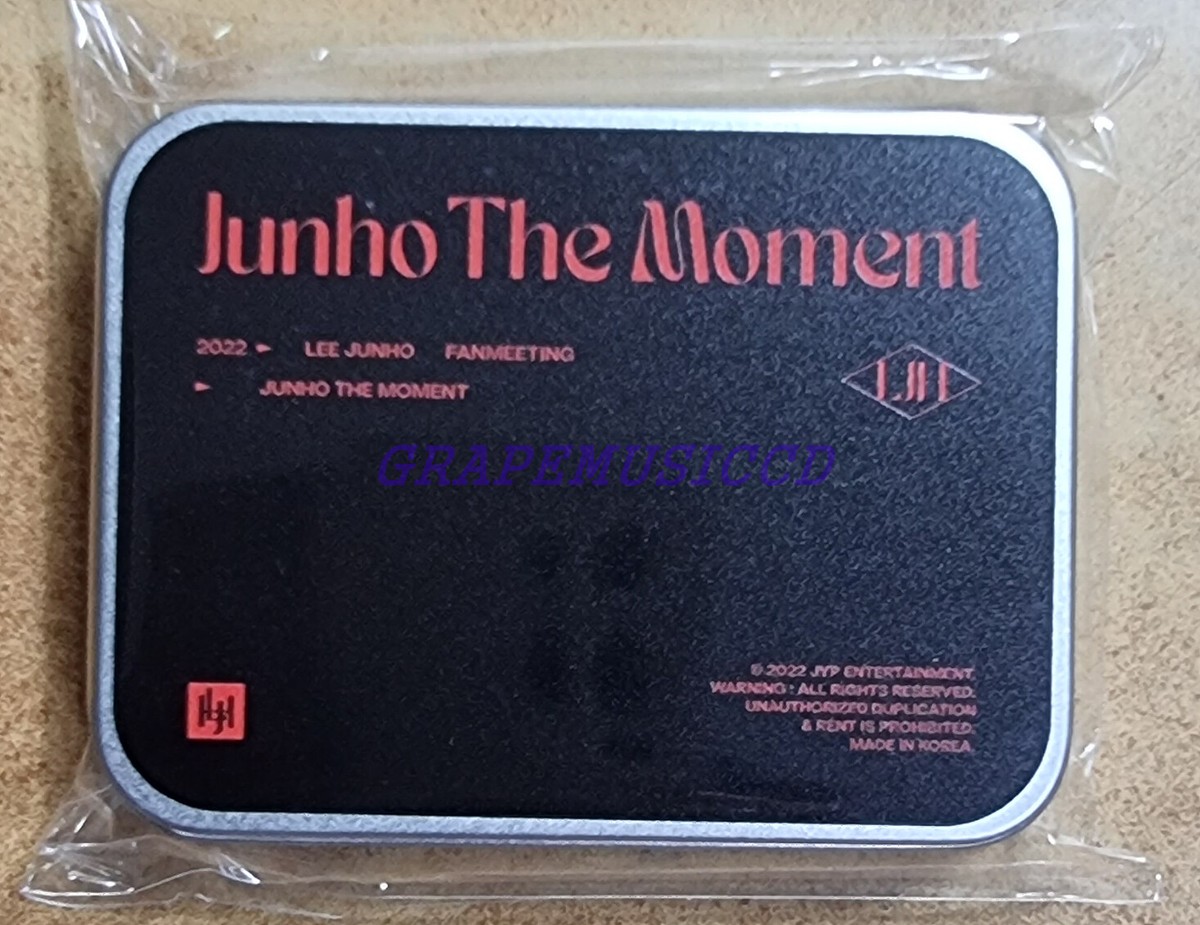 Junho The Moment
2022 ► LEE JUNHO FANMEETING
► JUNHO THE MOMENT
LJH
GRAPEMUSICCD
LJH
© 2022 JYP ENTERTAINMENT.
WARNING : ALL RIGHTS RESERVED.
UNAUTHORIZED DUPLICATION
& RENT IS PROHIBITED.
MADE IN KOREA.